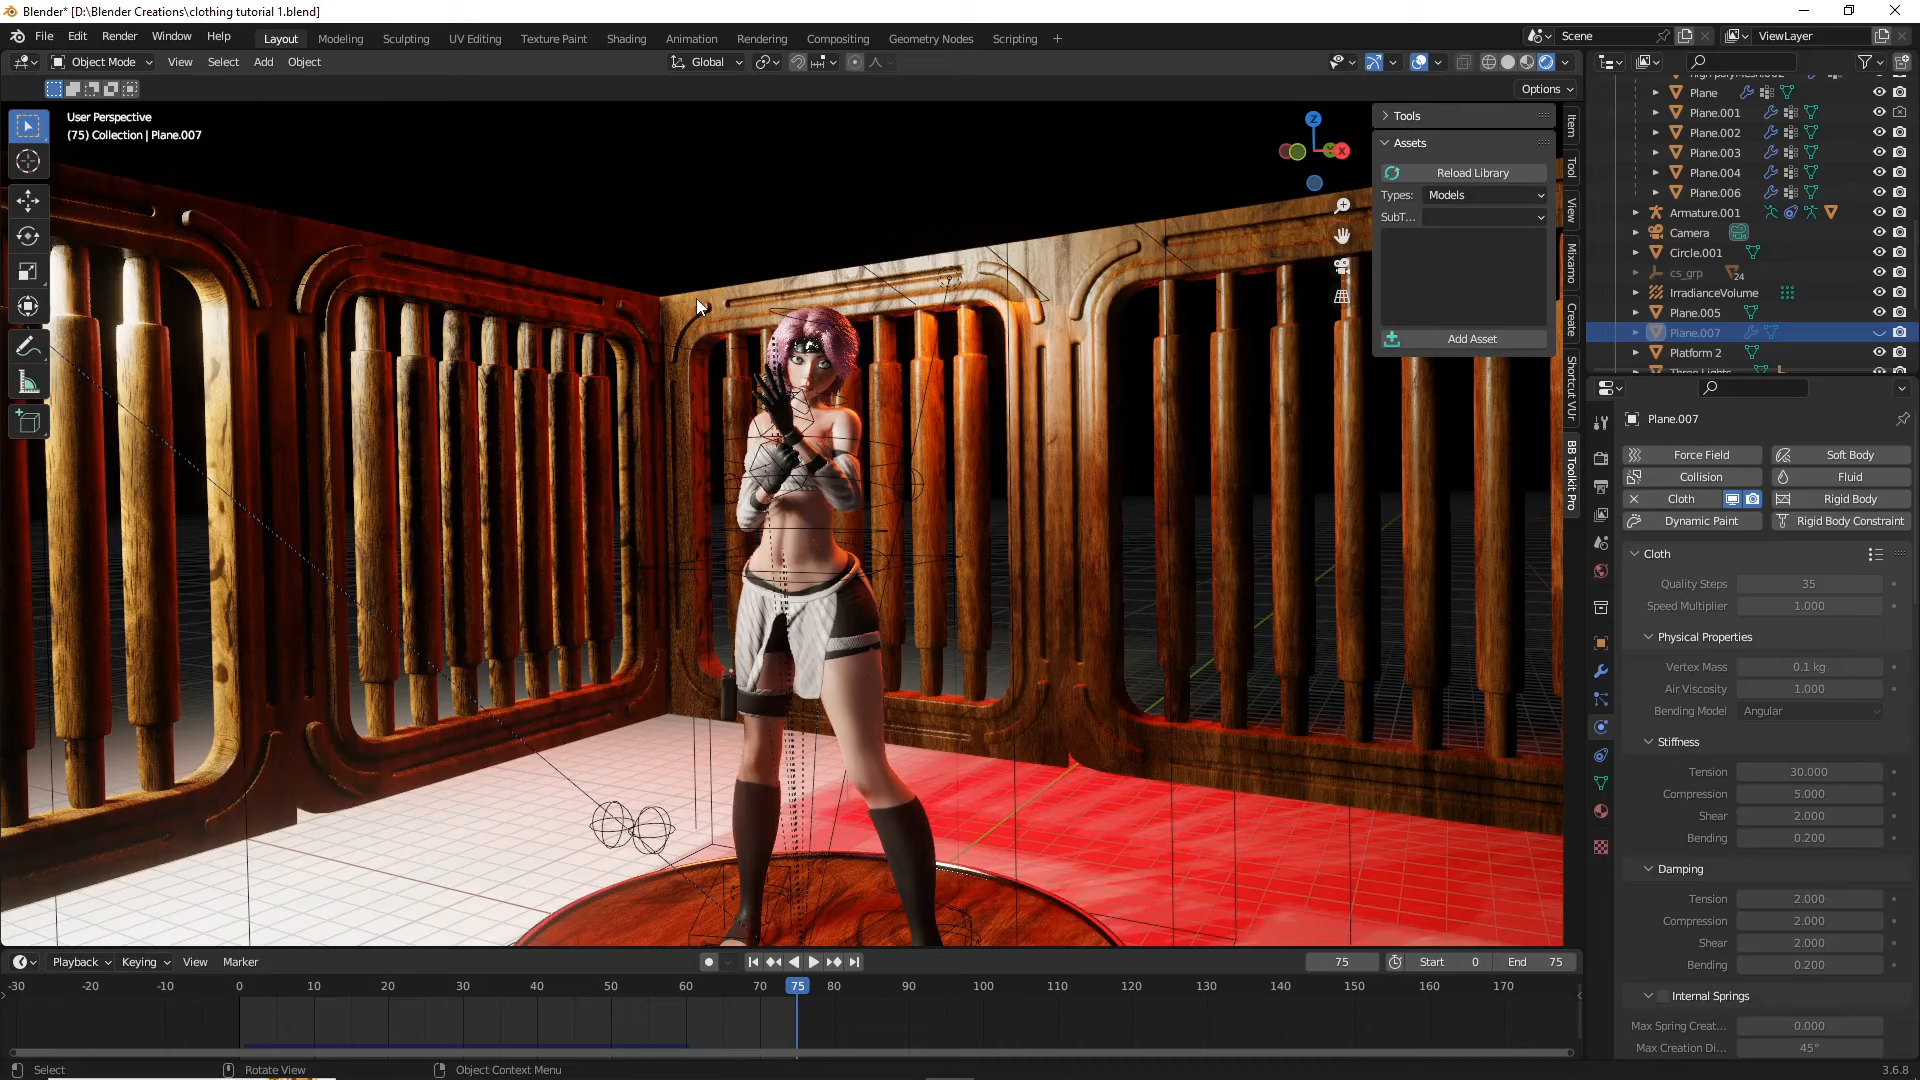 Blender* [D:\Blender Creations\clothing tutorial 1.blend]
File Edit Render Window Help Layout Modeling Sculpting UV Editing Texture Paint Shading Animation Rendering Compositing Geometry Nodes Scripting + Scene ViewLayer
Object Mode View Select Add Object Global
Options
User Perspective
(75) Collection | Plane.007
Z
X
Tools
Assets
Reload Library
Types: Models
SubT...
Add Asset
Item
Tool
View
Mixamo
Create
Shortcut VUr
BB Toolkit Pro
Plane
Plane.001
Plane.002
Plane.003
Plane.004
Plane.006
Armature.001
Camera
Circle.001
cs_grp 24
IrradianceVolume
Plane.005
Plane.007
Platform 2
Three Lights
Plane.007
Force Field Soft Body
Collision Fluid
Cloth Rigid Body
Dynamic Paint Rigid Body Constraint
Cloth
Quality Steps 35
Speed Multiplier 1.000
Physical Properties
Vertex Mass 0.1 kg
Air Viscosity 1.000
Bending Model Angular
Stiffness
Tension 30.000
Compression 5.000
Shear 2.000
Bending 0.200
Damping
Tension 2.000
Compression 2.000
Shear 2.000
Bending 0.200
Internal Springs
Max Spring Creat... 0.000
Max Creation Di... 45°
Playback Keying View Marker 75 Start 0 End 75
-30 -20 -10 0 10 20 30 40 50 60 70 75 80 90 100 110 120 130 140 150 160 170
Select Rotate View Object Context Menu 3.6.8